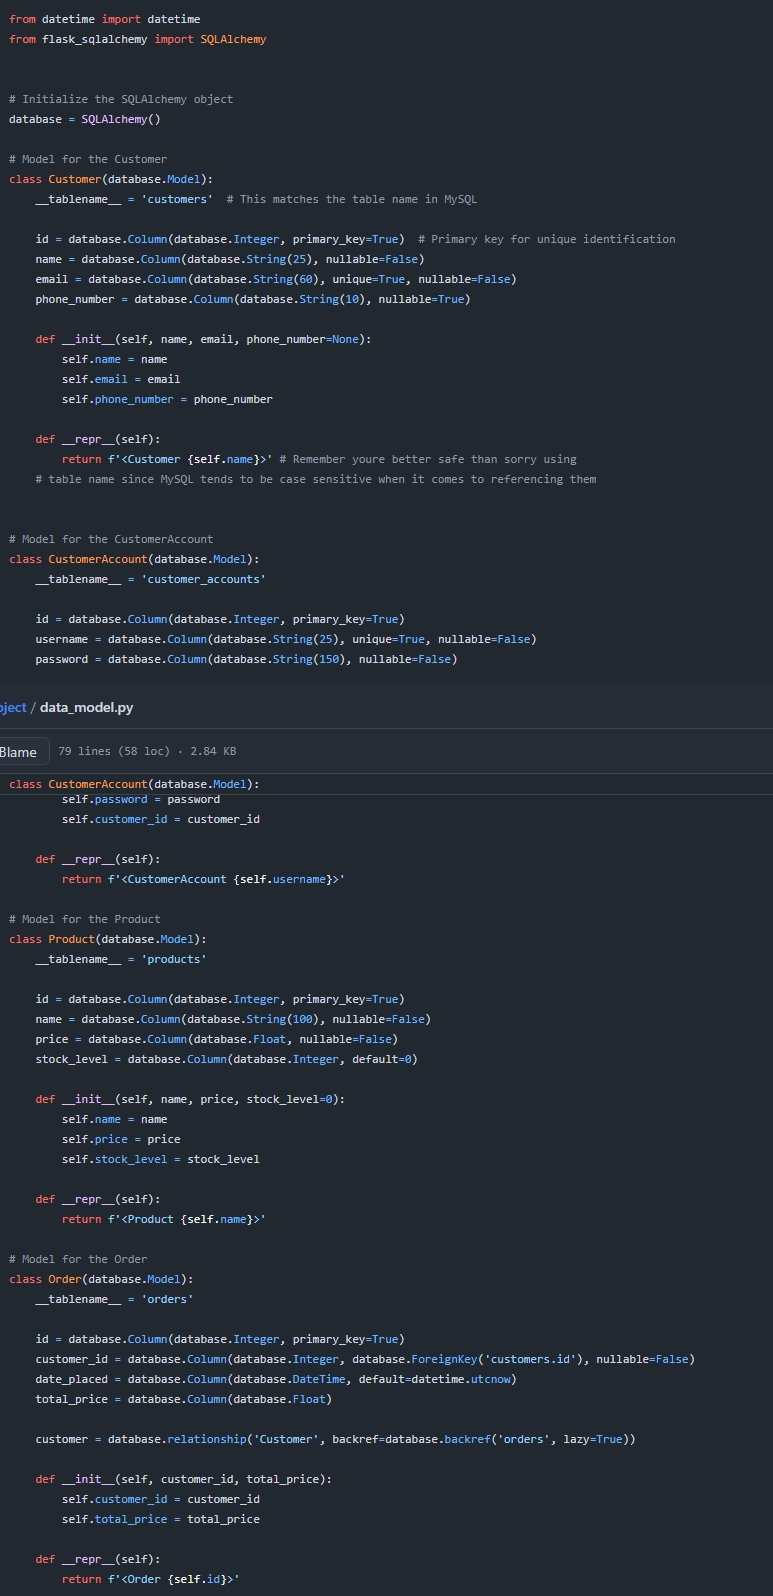 from datetime import datetime
from flask_sqlalchemy import SQLAlchemy
# Initialize the SQLAlchemy object
database = SQLAlchemy()
# Model for the Customer
class Customer(database.Model):
    __tablename__ = 'customers'  # This matches the table name in MySQL
    id = database.Column(database.Integer, primary_key=True)  # Primary key for unique identification
    name = database.Column(database.String(25), nullable=False)
    email = database.Column(database.String(60), unique=True, nullable=False)
    phone_number = database.Column(database.String(10), nullable=True)
    def __init__(self, name, email, phone_number=None):
        self.name = name
        self.email = email
        self.phone_number = phone_number
    def __repr__(self):
        return f'<Customer {self.name}>' # Remember youre better safe than sorry using
    # table name since MySQL tends to be case sensitive when it comes to referencing them
# Model for the CustomerAccount
class CustomerAccount(database.Model):
    __tablename__ = 'customer_accounts'
    id = database.Column(database.Integer, primary_key=True)
    username = database.Column(database.String(25), unique=True, nullable=False)
    password = database.Column(database.String(150), nullable=False)
oject / data_model.py
Blame 79 lines (58 loc) · 2.84 KB
class CustomerAccount(database.Model):
        self.password = password
        self.customer_id = customer_id
    def __repr__(self):
        return f'<CustomerAccount {self.username}>'
# Model for the Product
class Product(database.Model):
    __tablename__ = 'products'
    id = database.Column(database.Integer, primary_key=True)
    name = database.Column(database.String(100), nullable=False)
    price = database.Column(database.Float, nullable=False)
    stock_level = database.Column(database.Integer, default=0)
    def __init__(self, name, price, stock_level=0):
        self.name = name
        self.price = price
        self.stock_level = stock_level
    def __repr__(self):
        return f'<Product {self.name}>'
# Model for the Order
class Order(database.Model):
    __tablename__ = 'orders'
    id = database.Column(database.Integer, primary_key=True)
    customer_id = database.Column(database.Integer, database.ForeignKey('customers.id'), nullable=False)
    date_placed = database.Column(database.DateTime, default=datetime.utcnow)
    total_price = database.Column(database.Float)
    customer = database.relationship('Customer', backref=database.backref('orders', lazy=True))
    def __init__(self, customer_id, total_price):
        self.customer_id = customer_id
        self.total_price = total_price
    def __repr__(self):
        return f'<Order {self.id}>'